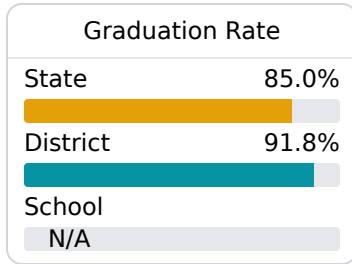 Graduation Rate
State 85.0%
District 91.8%
School
N/A